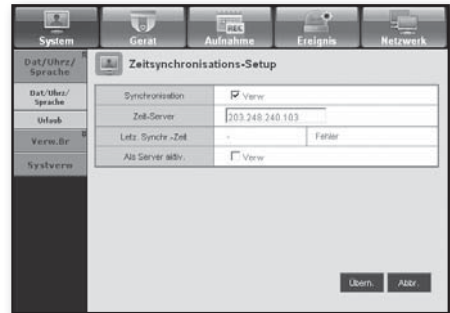 System Gerät Aufnahme Ereignis Netzwerk
REC
Dat/Uhrz/
Sprache
Dat/Uhrz/
Sprache
Urlaub
Verw.Br
Systverw
Zeitsynchronisations-Setup
Synchronisation Verw
Zeit-Server 203.248.240.103
Letz. Synchr.-Zeit - Fehler
Als Server aktiv. Verw
Übern. Abbr.